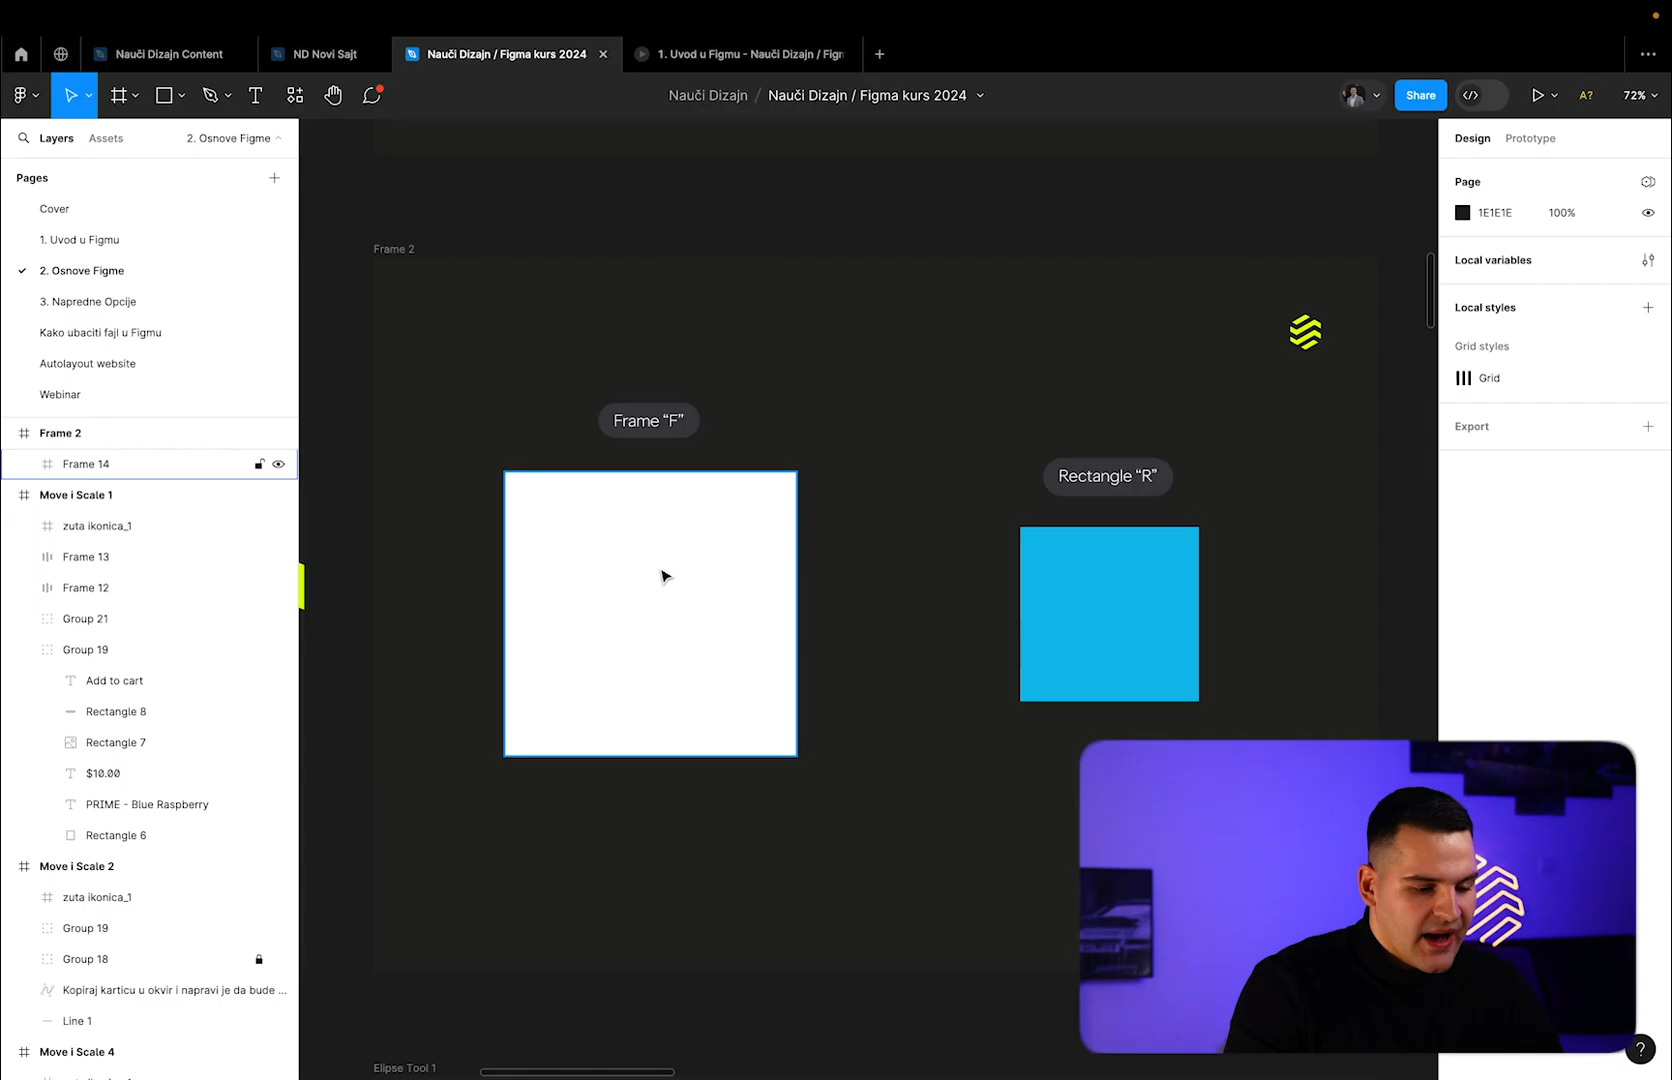 Nauči Dizajn Content
ND Novi Sajt
Nauči Dizajn / Figma kurs 2024
1. Uvod u Figmu - Nauči Dizajn / Figr
Nauči Dizajn / Nauči Dizajn / Figma kurs 2024
Share
A?
72%
Layers
Assets
2. Osnove Figme
Pages
Cover
1. Uvod u Figmu
2. Osnove Figme
3. Napredne Opcije
Kako ubaciti fajl u Figmu
Autolayout website
Webinar
Frame 2
Frame 14
Move i Scale 1
zuta ikonica_1
Frame 13
Frame 12
Group 21
Group 19
Add to cart
Rectangle 8
Rectangle 7
$10.00
PRIME - Blue Raspberry
Rectangle 6
Move i Scale 2
zuta ikonica_1
Group 19
Group 18
Kopiraj karticu u okvir i napravi je da bude ...
Line 1
Move i Scale 4
Frame 2
Frame “F”
Rectangle “R”
Elipse Tool 1
Design
Prototype
Page
1E1E1E
100%
Local variables
Local styles
Grid styles
Grid
Export
?